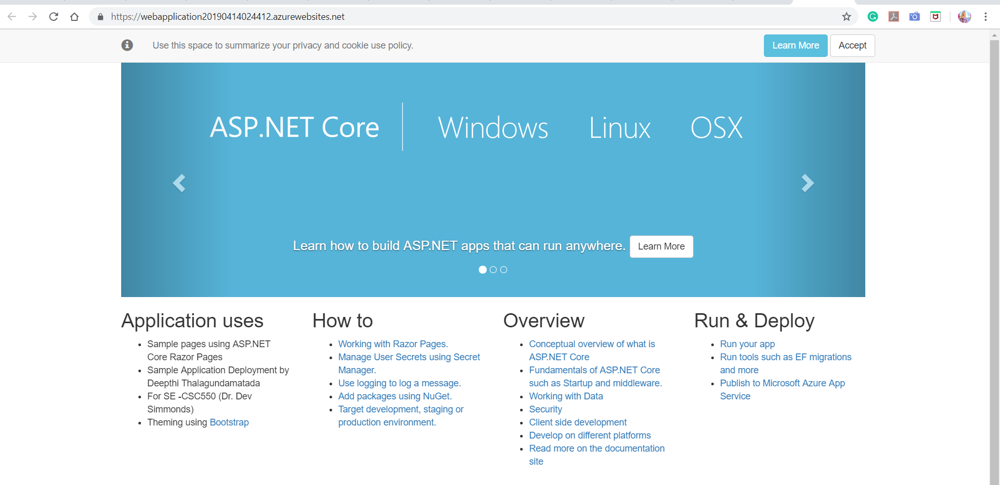 https://webapplication20190414024412.azurewebsites.net
Use this space to summarize your privacy and cookie use policy.
Learn More
Accept
ASP.NET Core
Windows
Linux
OSX
Learn how to build ASP.NET apps that can run anywhere.
Learn More
Application uses
Sample pages using ASP.NET
Core Razor Pages
Sample Application Deployment by
Deepthi Thalagundamatada
For SE -CSC550 (Dr. Dev
Simmonds)
Theming using Bootstrap
How to
Working with Razor Pages.
Manage User Secrets using Secret
Manager.
Use logging to log a message.
Add packages using NuGet.
Target development, staging or
production environment.
Overview
Conceptual overview of what is
ASP.NET Core
Fundamentals of ASP.NET Core
such as Startup and middleware.
Working with Data
Security
Client side development
Develop on different platforms
Read more on the documentation
site
Run & Deploy
Run your app
Run tools such as EF migrations
and more
Publish to Microsoft Azure App
Service